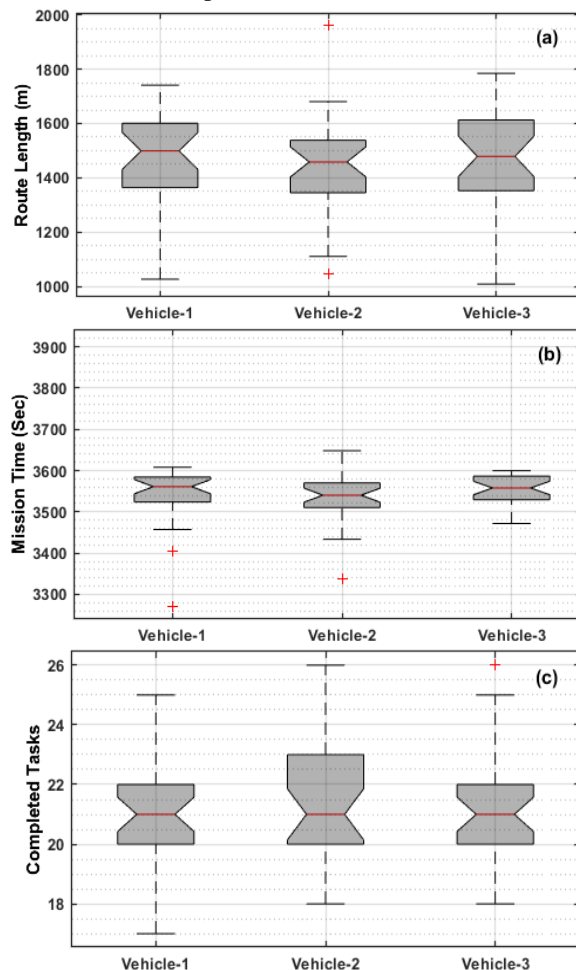 2000
(a)
1800
1600
1400
1200
1000
Route Length (m)
Vehicle-1 Vehicle-2 Vehicle-3
3900
(b)
3800
3700
3600
3500
3400
3300
Mission Time (Sec)
Vehicle-1 Vehicle-2 Vehicle-3
26
(c)
24
22
20
18
Completed Tasks
Vehicle-1 Vehicle-2 Vehicle-3